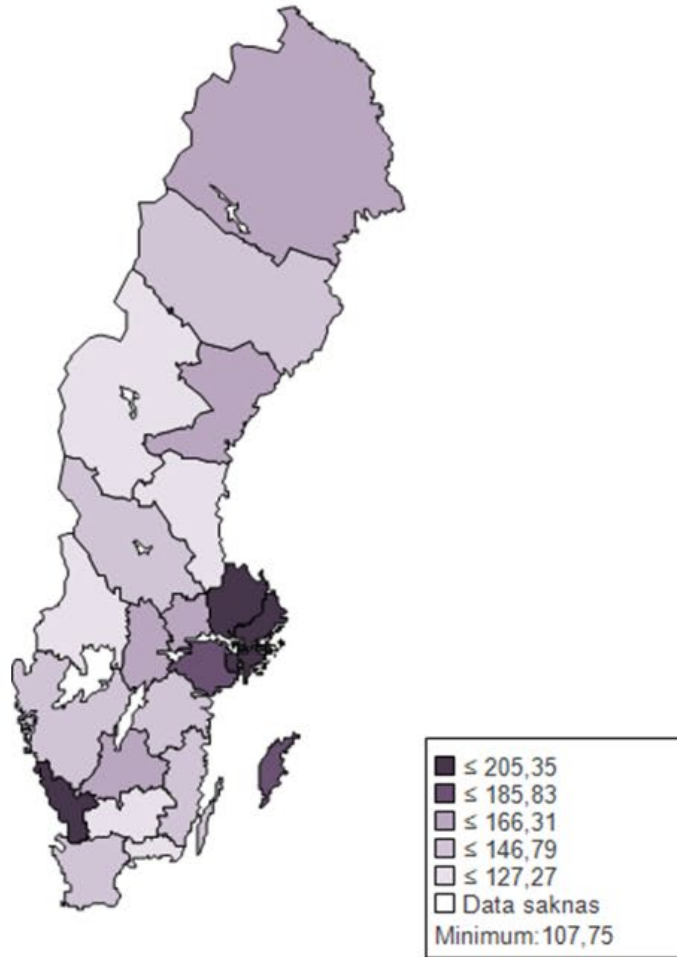 ≤ 205,35
≤ 185,83
≤ 166,31
≤ 146,79
≤ 127,27
Data saknas
Minimum:107,75